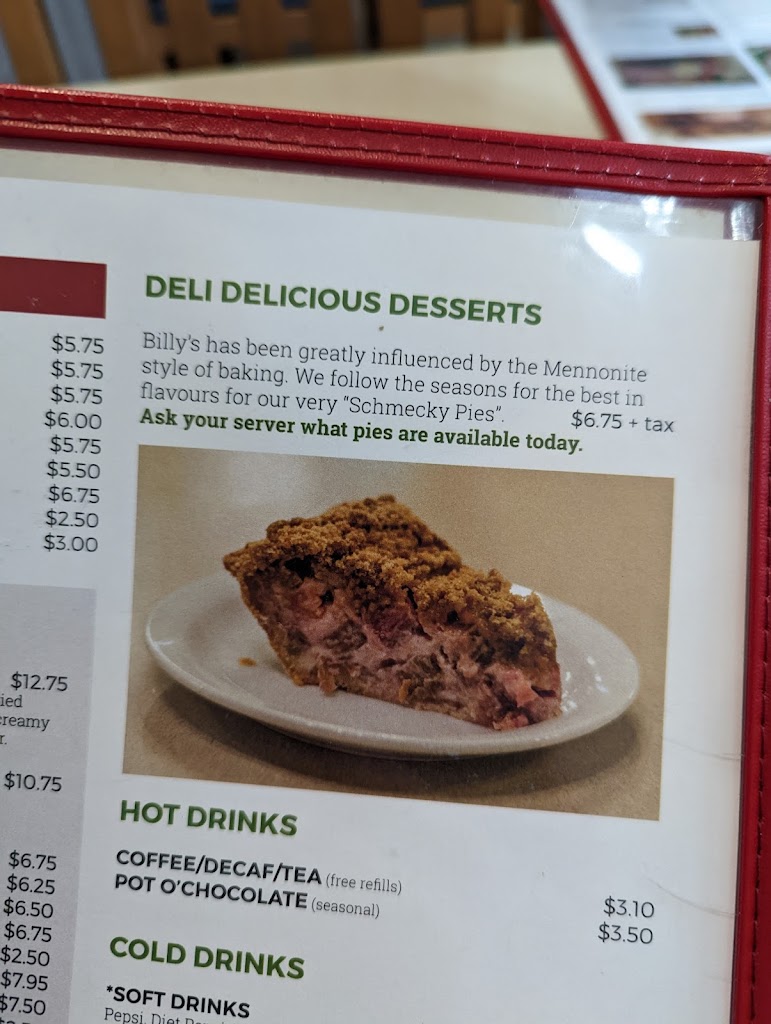 $5.75
$5.75
$5.75
$6.00
$5.75
$5.50
$6.75
$2.50
$3.00
$12.75
ied
creamy
r.
$10.75
$6.75
$6.25
$6.50
$6.75
$2.50
$7.95
$7.50
DELI DELICIOUS DESSERTS
Billy's has been greatly influenced by the Mennonite
style of baking. We follow the seasons for the best in
flavours for our very "Schmecky Pies". $6.75 + tax
Ask your server what pies are available today.
HOT DRINKS
COFFEE/DECAF/TEA (free refills) $3.10
POT O'CHOCOLATE (seasonal) $3.50
COLD DRINKS
*SOFT DRINKS
Pepsi, Diet